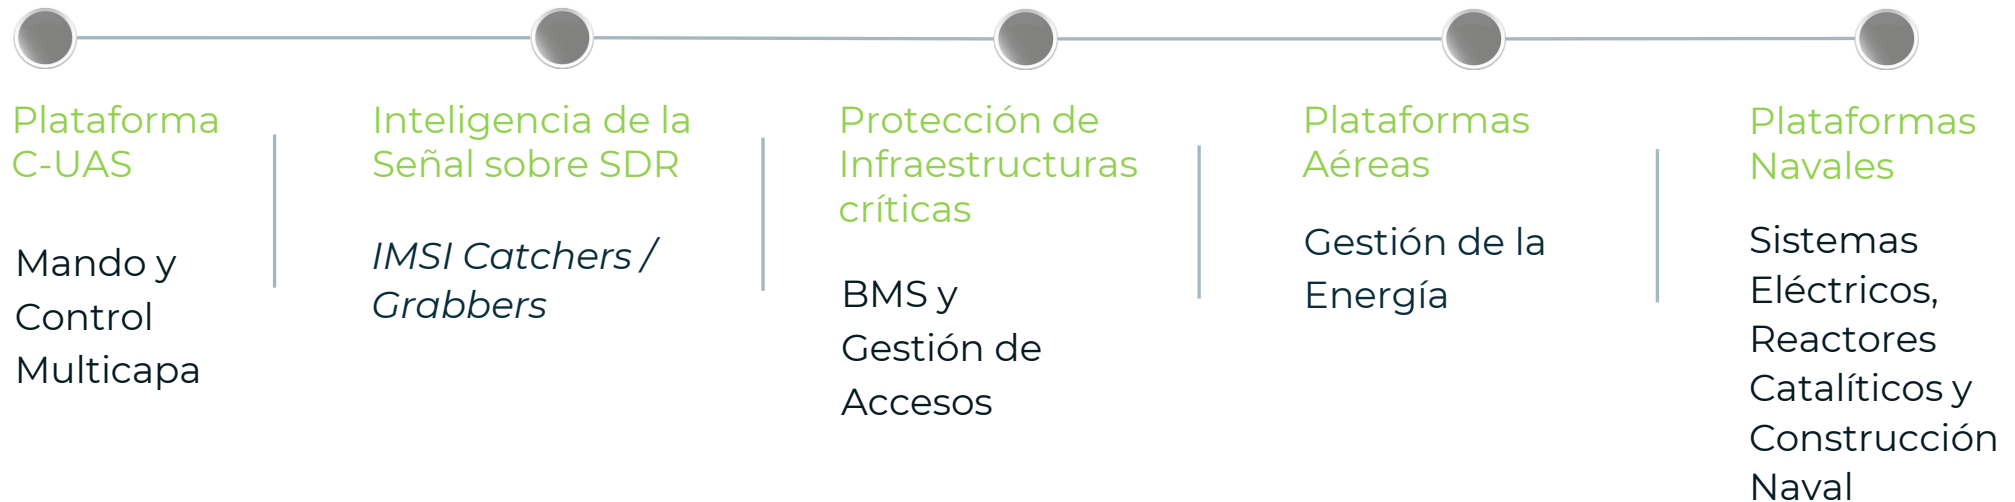 Plataforma
C-UAS
Mando y
Control
Multicapa
Inteligencia de la
Señal sobre SDR
IMSI Catchers /
Grabbers
Protección de
Infraestructuras
críticas
BMS y
Gestión de
Accesos
Plataformas
Aéreas
Gestión de la
Energía
Plataformas
Navales
Sistemas
Eléctricos,
Reactores
Catalíticos y
Construcción
Naval